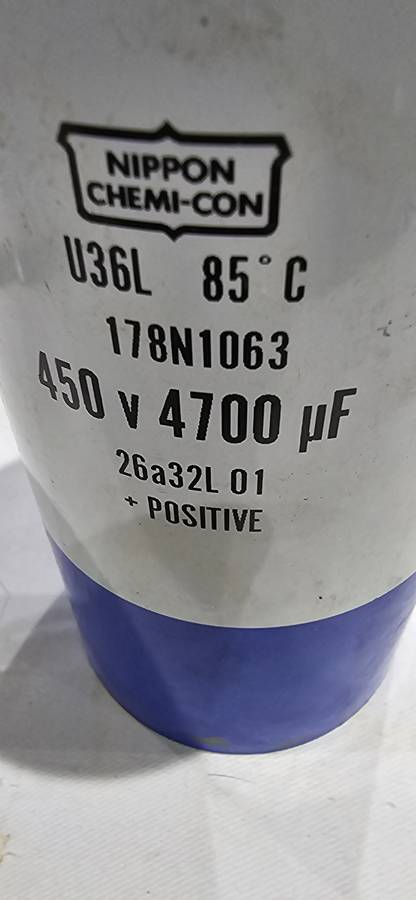 NIPPON
CHEMI-CON
U36L 85°C
178N1063
450 v 4700 µF
26a32L 01
+ POSITIVE